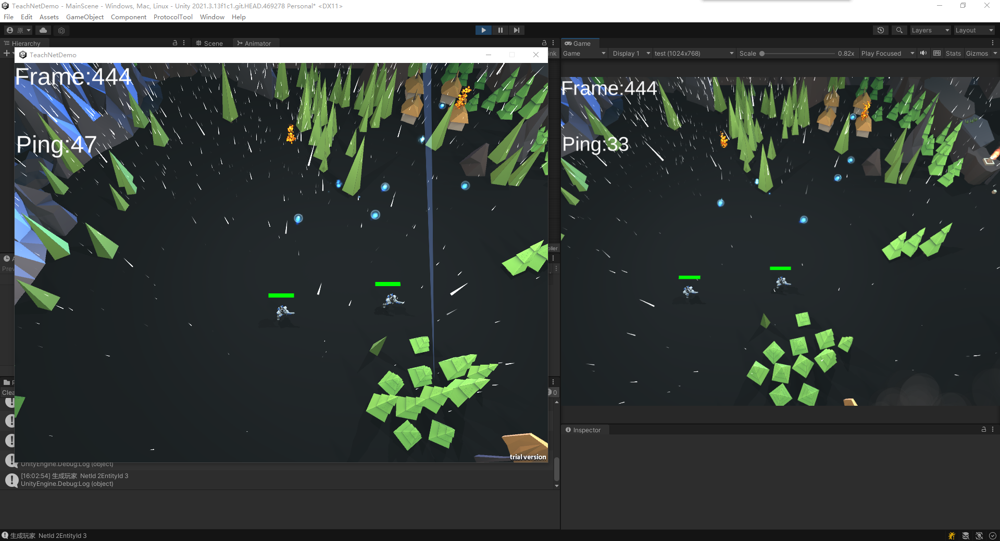 TeachNetDemo - MainScene - Windows, Mac, Linux - Unity 2021.3.13f1c1.git.HEAD.469278 Personal* <DX11>
File Edit Assets GameObject Component ProtocolTool Window Help
原 Layers Layout
Hierarchy Scene Animator Game
TeachNetDemo
Game Display 1 test (1024x768) Scale 0.82x Play Focused Stats Gizmos
Frame:444
Ping:47
trial version
Frame:444
Ping:33
Prev
Clea
0
Inspector
UnityEngine.Debug:Log (object)
[16:02:54] 生成玩家 NetId 2EntityId 3
UnityEngine.Debug:Log (object)
生成玩家 NetId 2EntityId 3